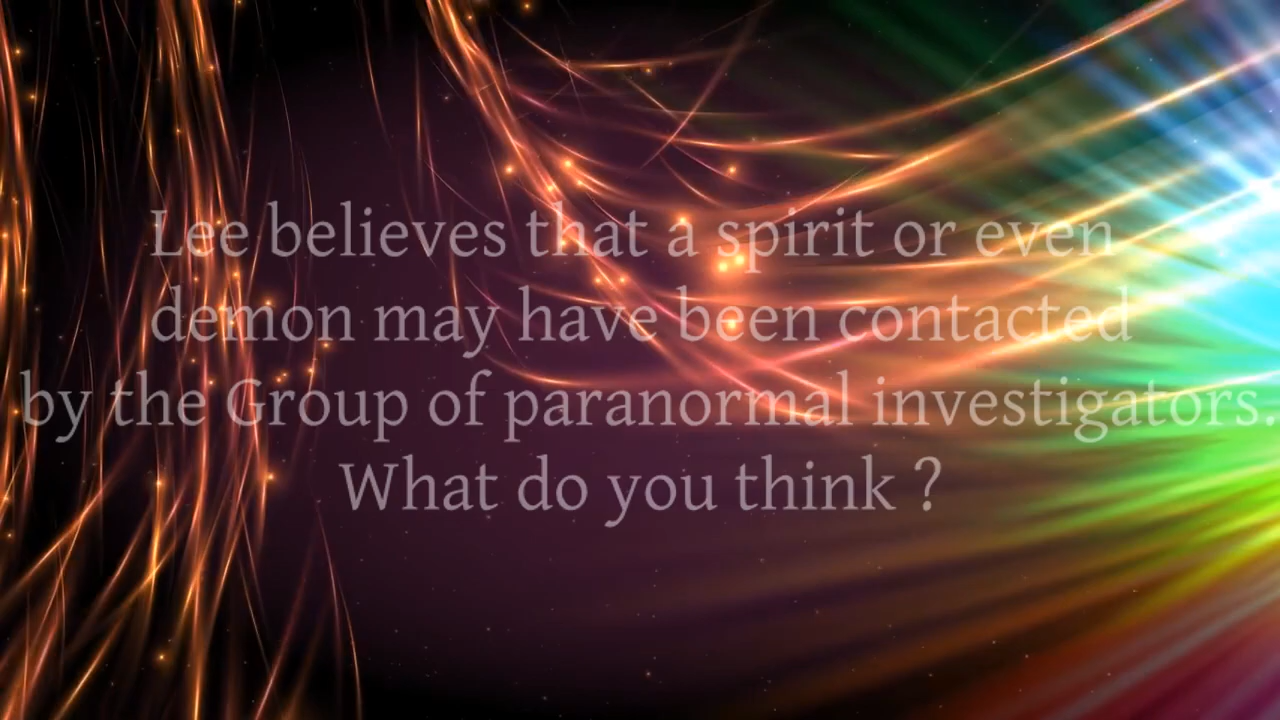 Lee believes that a spirit or even
demon may have been contacted
by the Group of paranormal investigators.
What do you think ?